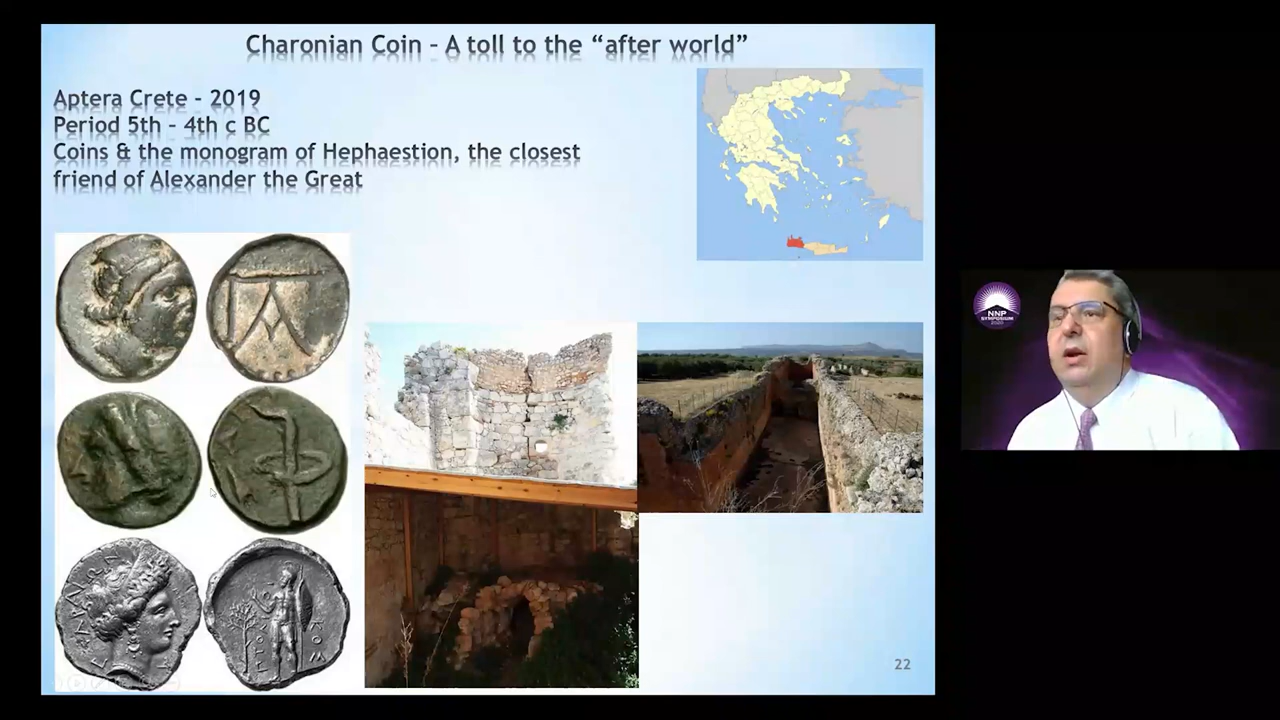 Charonian Coin – A toll to the “after world”
Aptera Crete – 2019
Period 5th – 4th c BC
Coins & the monogram of Hephaestion, the closest
friend of Alexander the Great
22
NNP
SYMPOSIUM
2020